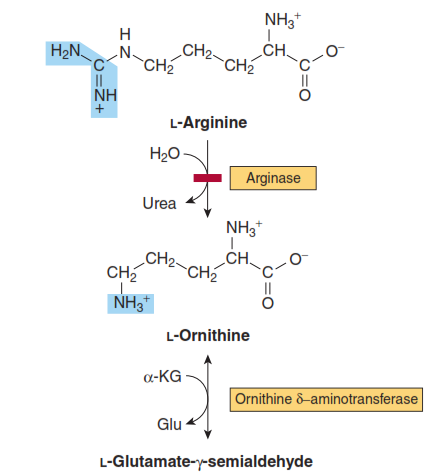 NH₃⁺
H
H₂N N CH₂ CH O⁻
C CH₂ CH₂ C
NH O
+
L-Arginine
H₂O
Arginase
Urea
NH₃⁺
CH₂ CH O⁻
CH₂ CH₂ C
NH₃⁺ O
L-Ornithine
α-KG
Ornithine δ–aminotransferase
Glu
L-Glutamate-γ-semialdehyde